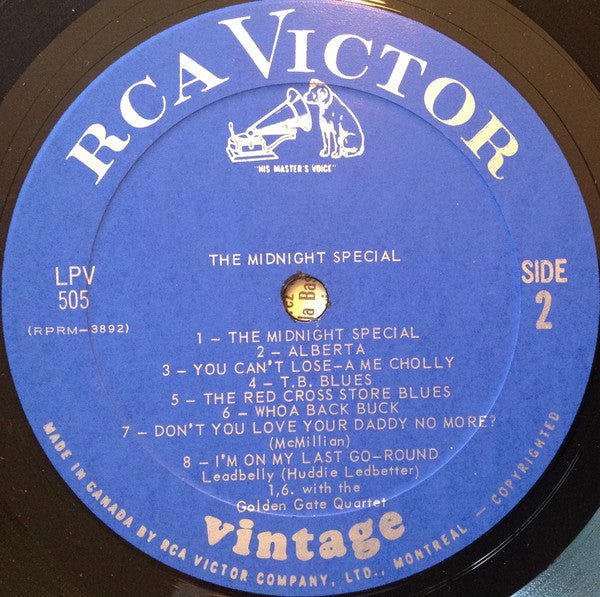 RCA VICTOR
"HIS MASTER'S VOICE"
THE MIDNIGHT SPECIAL
LPV
505
(RPRM-3892)
SIDE
2
la Bas
1 - THE MIDNIGHT SPECIAL
2 - ALBERTA
3 - YOU CAN'T LOSE-A ME CHOLLY
4 - T.B. BLUES
5 - THE RED CROSS STORE BLUES
6 - WHOA BACK BUCK
7 - DON'T YOU LOVE YOUR DADDY NO MORE?
(McMillian)
8 - I'M ON MY LAST GO-ROUND
Leadbelly (Huddie Ledbetter)
1,6. with the
Golden Gate Quartet
vintage
MADE IN CANADA BY RCA VICTOR COMPANY, LTD., MONTREAL - COPYRIGHTED